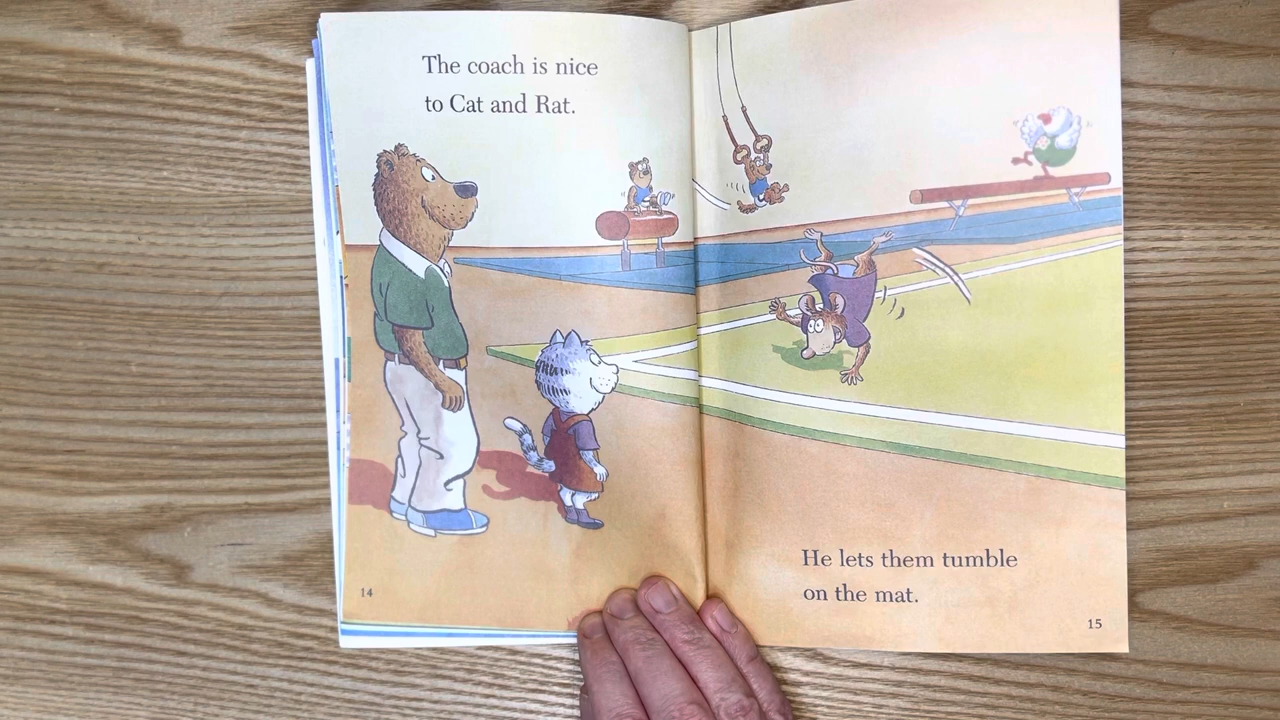 The coach is nice
to Cat and Rat.
14
He lets them tumble
on the mat.
15